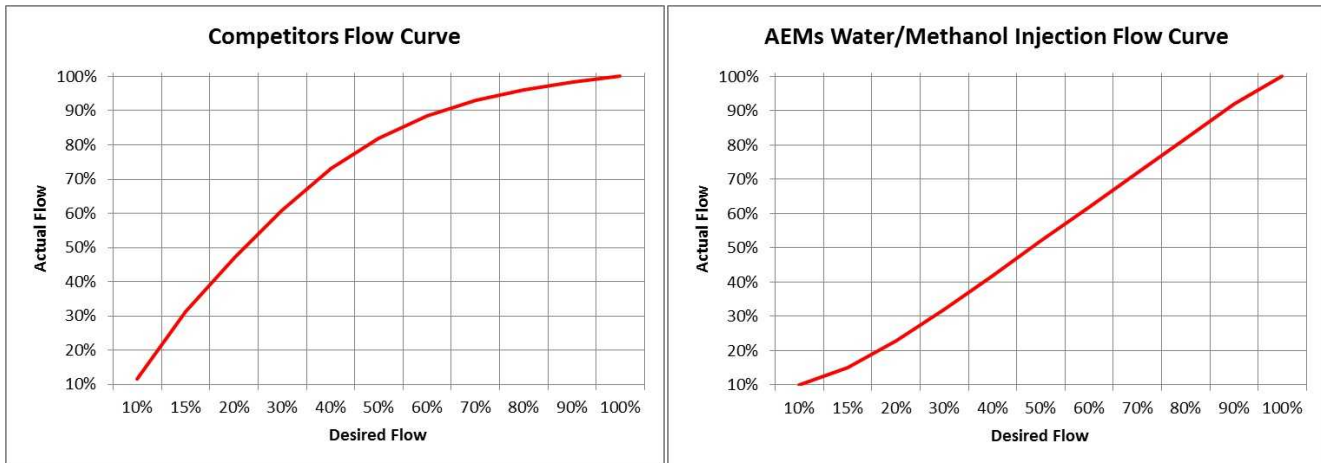 Competitors Flow Curve
100%
90%
80%
70%
60%
50%
40%
30%
20%
10%
Actual Flow
10% 15% 20% 30% 40% 50% 60% 70% 80% 90% 100%
Desired Flow
AEMs Water/Methanol Injection Flow Curve
100%
90%
80%
70%
60%
50%
40%
30%
20%
10%
Actual Flow
10% 15% 20% 30% 40% 50% 60% 70% 80% 90% 100%
Desired Flow